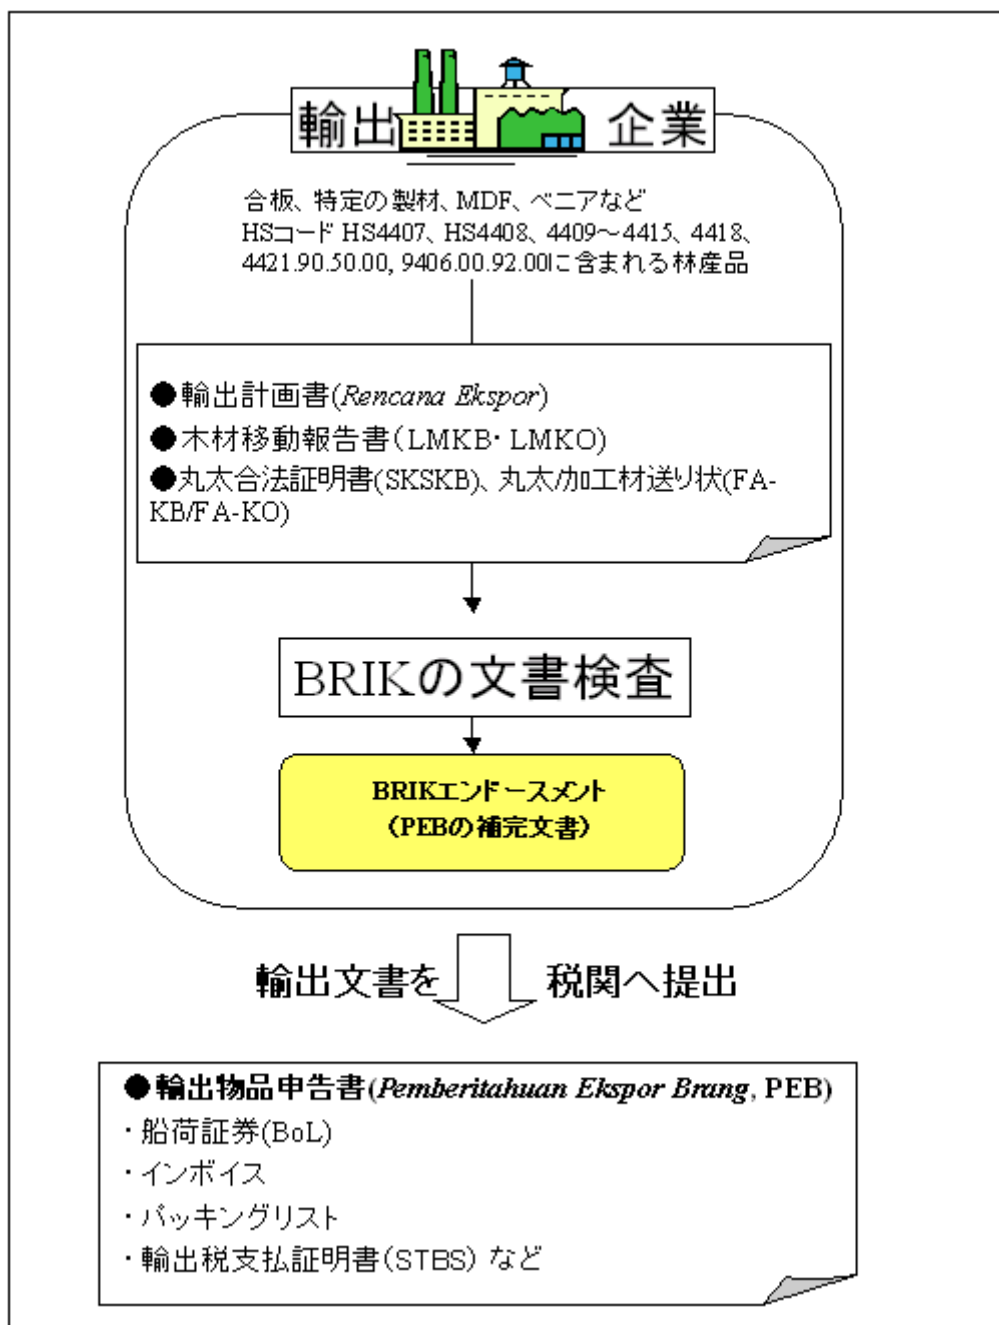 輸出 企業
合板、特定の製材、MDF、ベニアなど
HSコード HS4407、HS4408、4409～4415、4418、
4421.90.50.00, 9406.00.92.00に含まれる林産品
●輸出計画書(Rencana Ekspor)
●木材移動報告書(LMKB・LMKO)
●丸太合法証明書(SKSKB)、丸太/加工材送り状(FA-
KB/FA-KO)
BRIKの文書検査
BRIKエンドースメント
(PEBの補完文書)
輸出文書を 税関へ提出
●輸出物品申告書(Pemberitahuan Ekspor Brang, PEB)
・船荷証券(BoL)
・インボイス
・パッキングリスト
・輸出税支払証明書(STBS) など